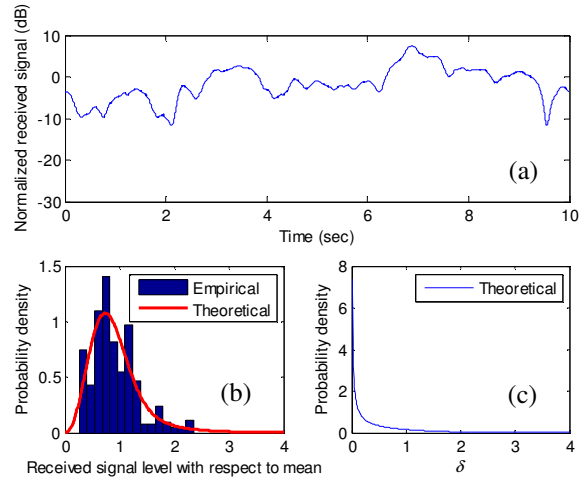 Normalized received signal (dB)
10
0
-10
-20
-30
0
2
4
6
8
10
Time (sec)
(a)
Probability density
1.5
1
0.5
0
0
1
2
3
4
Empirical
Theoretical
(b)
Received signal level with respect to mean
Probability density
8
6
4
2
0
0
1
2
3
4
Theoretical
(c)
δ